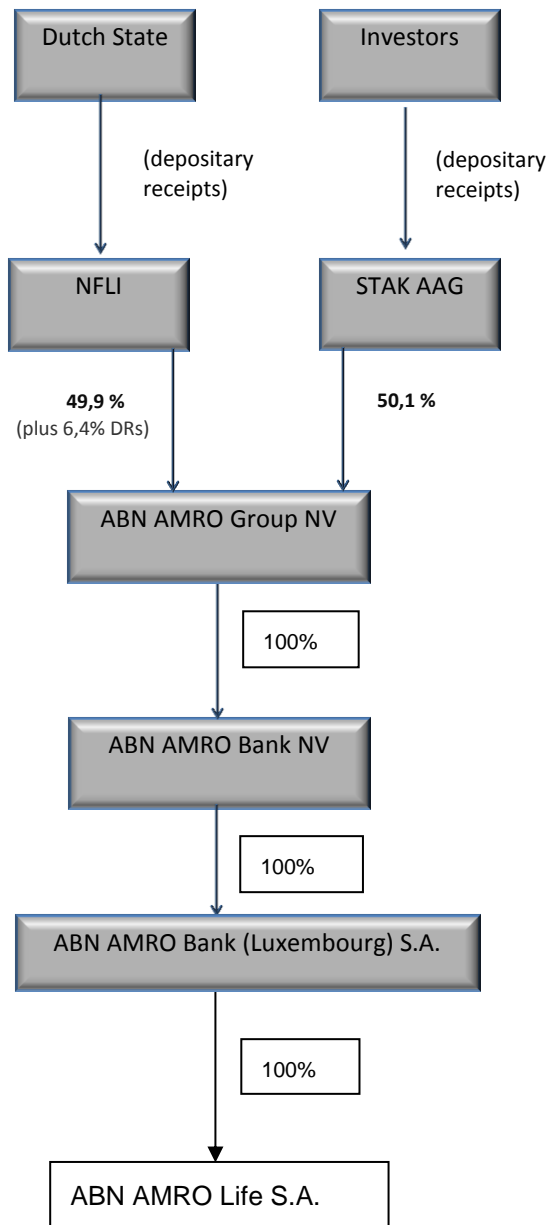 Dutch State
Investors
(depositary
receipts)
(depositary
receipts)
NFLI
STAK AAG
49,9 %
(plus 6,4% DRs)
50,1 %
ABN AMRO Group NV
100%
ABN AMRO Bank NV
100%
ABN AMRO Bank (Luxembourg) S.A.
100%
ABN AMRO Life S.A.